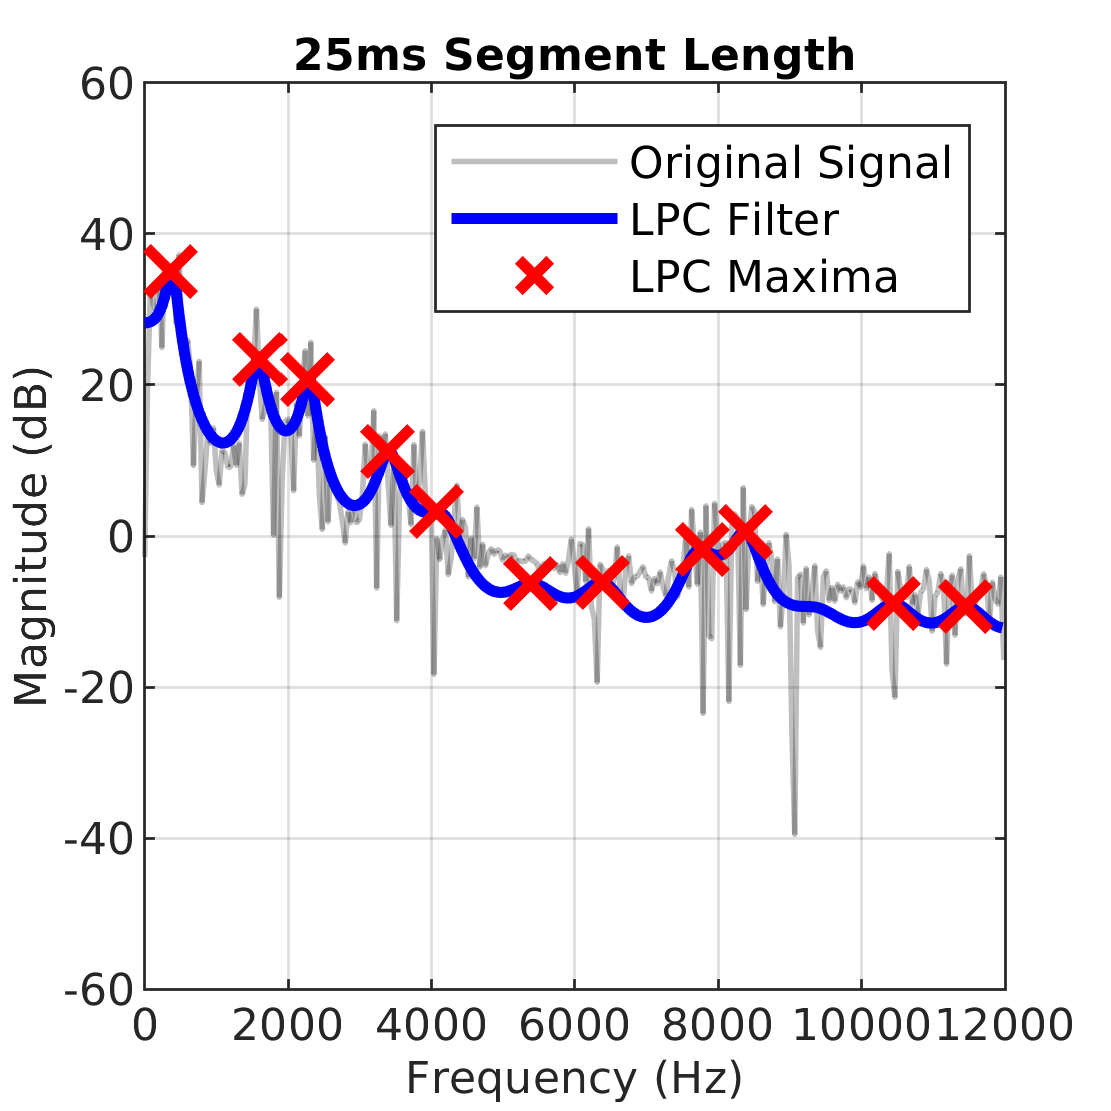 25ms Segment Length
60
40
20
0
-20
-40
-60
Magnitude (dB)
Original Signal
LPC Filter
LPC Maxima
0 2000 4000 6000 8000 10000 12000
Frequency (Hz)